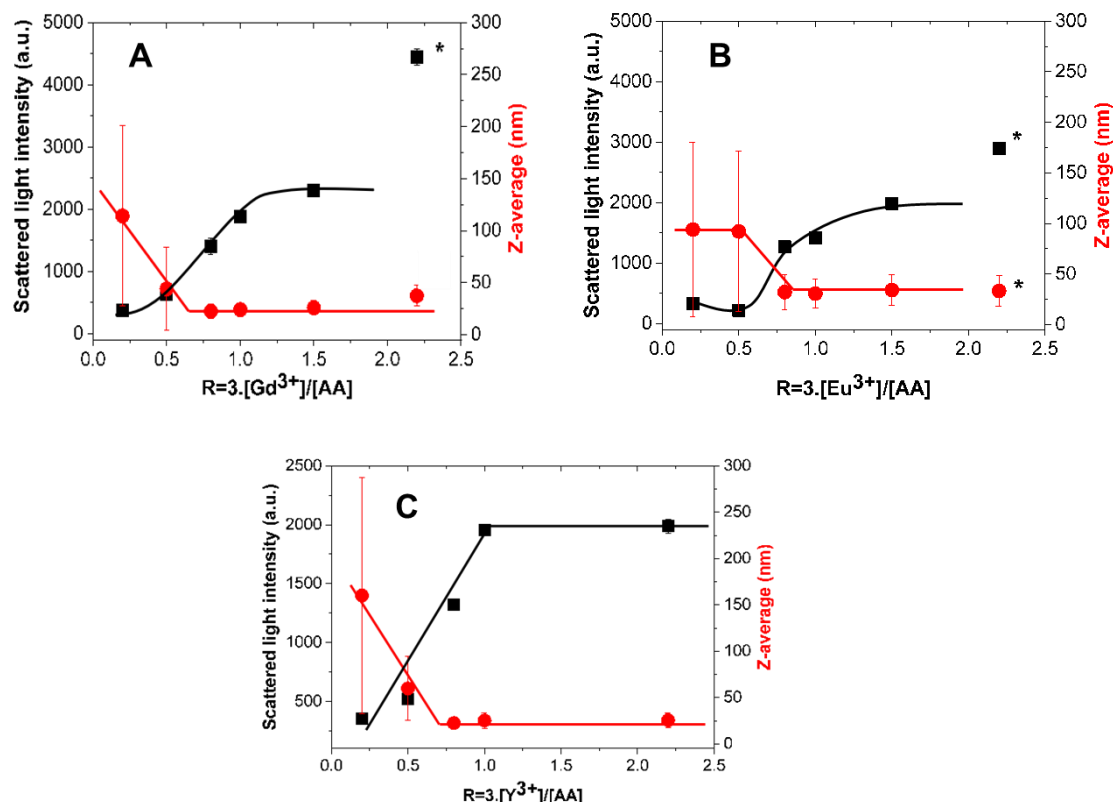 A
Scattered light intensity (a.u.)
5000
4000
3000
2000
1000
0
300
250
200
150
100
50
0
Z-average (nm)
*
0.0 0.5 1.0 1.5 2.0 2.5
R=3.[Gd³⁺]/[AA]
B
Scattered light intensity (a.u.)
5000
4000
3000
2000
1000
0
300
250
200
150
100
50
0
Z-average (nm)
*
*
0.0 0.5 1.0 1.5 2.0 2.5
R=3.[Eu³⁺]/[AA]
C
Scattered light intensity (a.u.)
2500
2000
1500
1000
500
300
250
200
150
100
50
0
Z-average (nm)
0.0 0.5 1.0 1.5 2.0 2.5
R=3.[Y³⁺]/[AA]